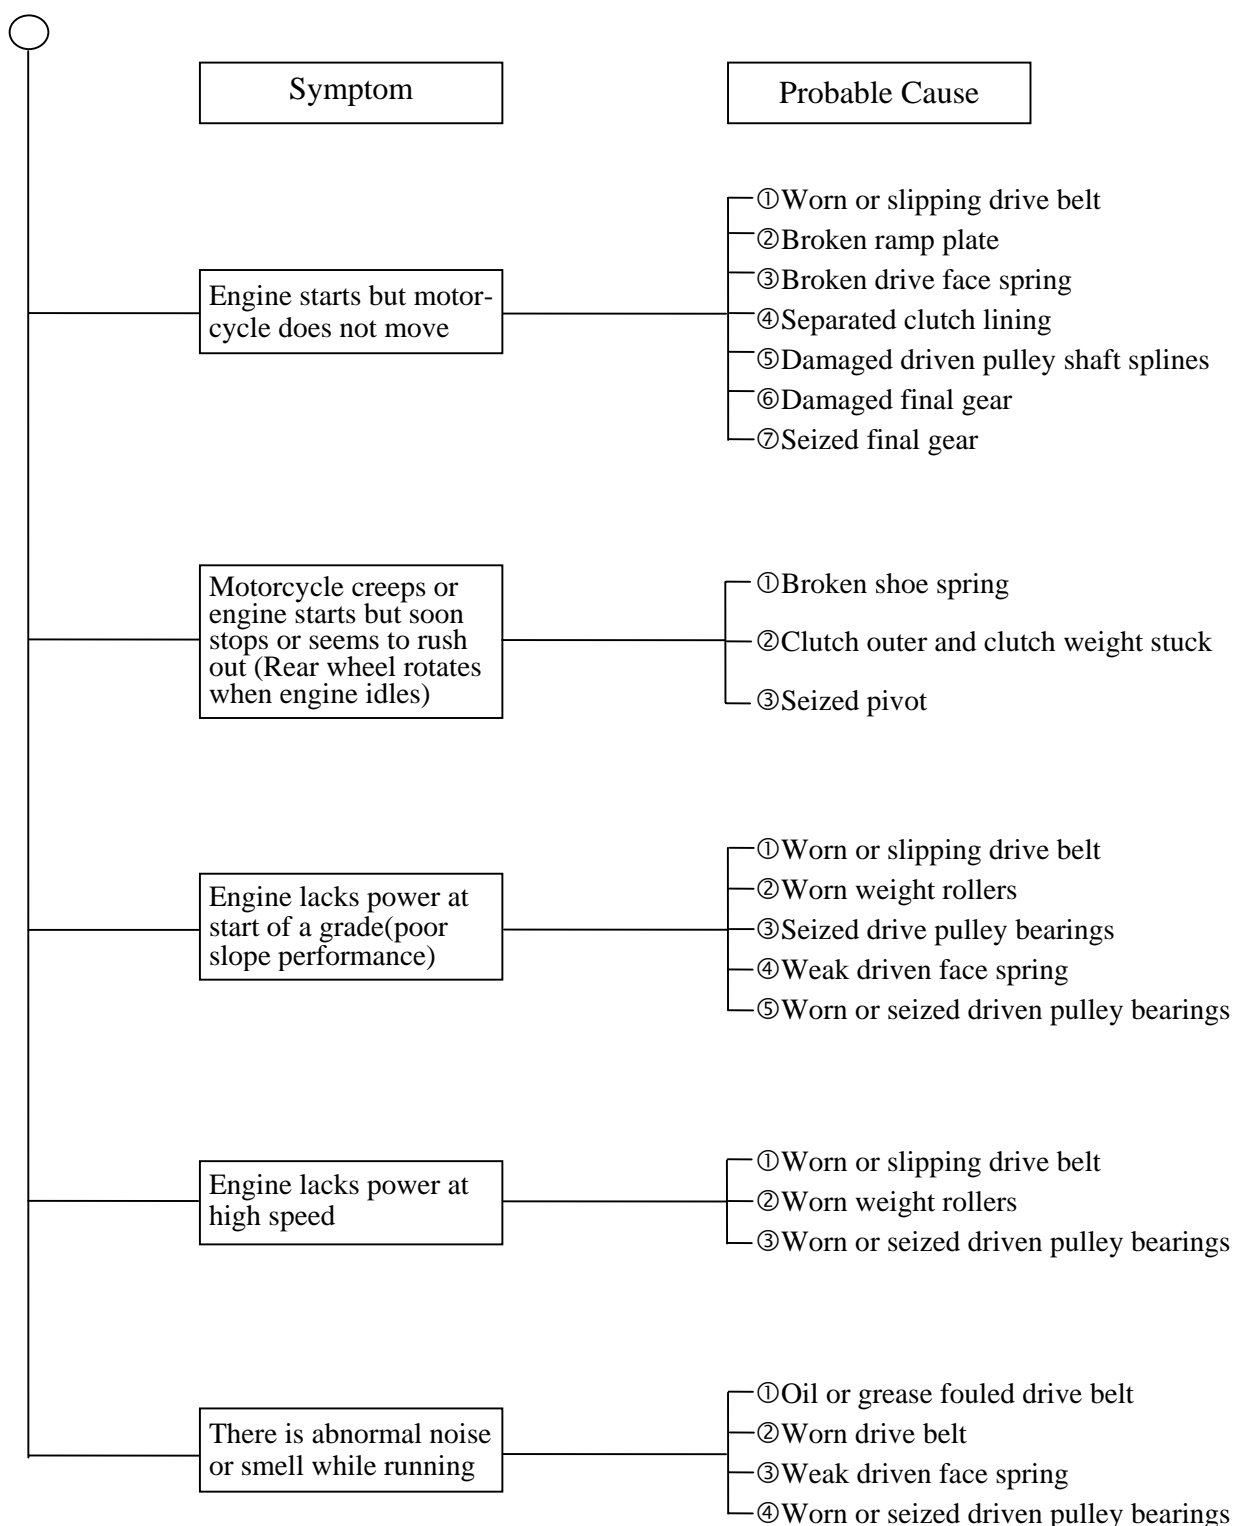 Symptom
Probable Cause
Engine starts but motor-
cycle does not move
①Worn or slipping drive belt
②Broken ramp plate
③Broken drive face spring
④Separated clutch lining
⑤Damaged driven pulley shaft splines
⑥Damaged final gear
⑦Seized final gear
Motorcycle creeps or
engine starts but soon
stops or seems to rush
out (Rear wheel rotates
when engine idles)
①Broken shoe spring
②Clutch outer and clutch weight stuck
③Seized pivot
Engine lacks power at
start of a grade(poor
slope performance)
①Worn or slipping drive belt
②Worn weight rollers
③Seized drive pulley bearings
④Weak driven face spring
⑤Worn or seized driven pulley bearings
Engine lacks power at
high speed
①Worn or slipping drive belt
②Worn weight rollers
③Worn or seized driven pulley bearings
There is abnormal noise
or smell while running
①Oil or grease fouled drive belt
②Worn drive belt
③Weak driven face spring
④Worn or seized driven pulley bearings